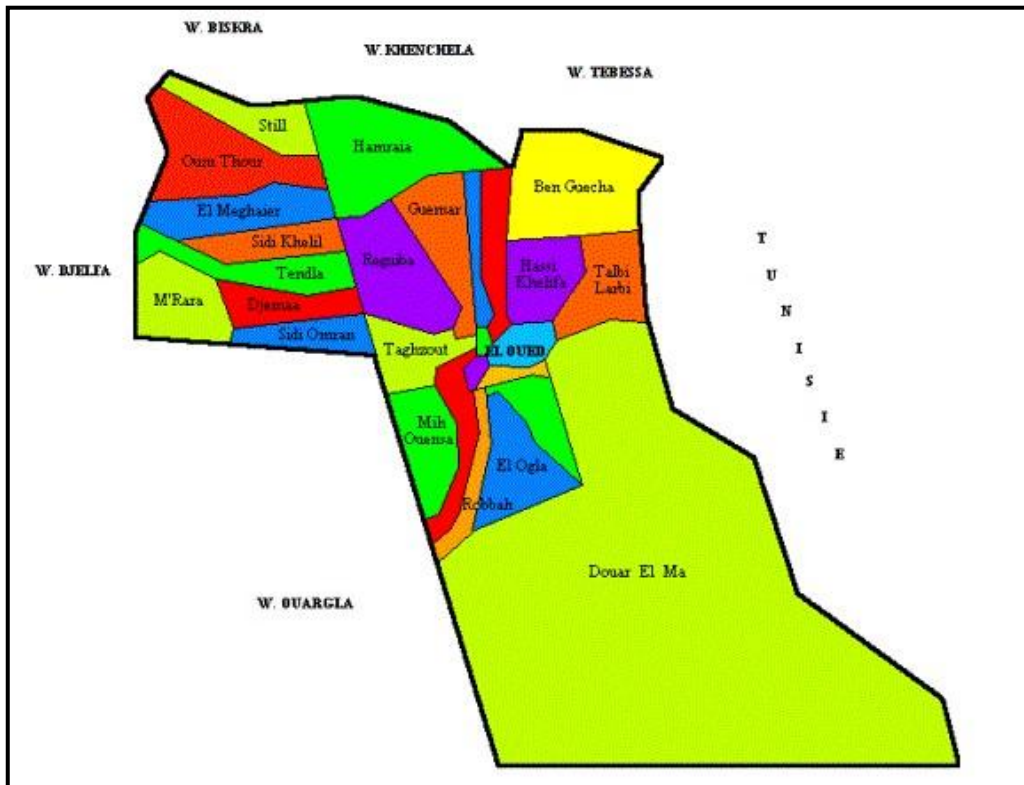 W. BISKRA
W. KHENCHELA
W. TEBESSA
Still
Hamraia
Oum Thour
Ben Guecha
El Meghaier
Guemar
Sidi Khelil
Reguiba
Hassi
Khelifa
Talbi
Larbi
W. DJELFA
Tendla
M'Rara
Djemaa
Sidi Omran
Taghzout
EL OUED
Mih
Ouensa
El Ogla
Robbah
Douar El Ma
W. OUARGLA
T
U
N
I
S
I
E